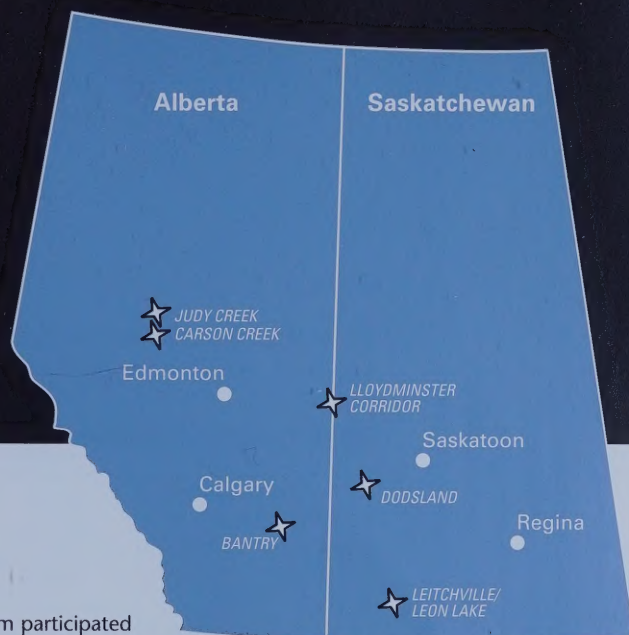 Alberta
Saskatchewan
JUDY CREEK
CARSON CREEK
Edmonton
LLOYDMINSTER
CORRIDOR
Saskatoon
Calgary
DODSLAND
BANTRY
Regina
LEITCHVILLE/
LEON LAKE
participated